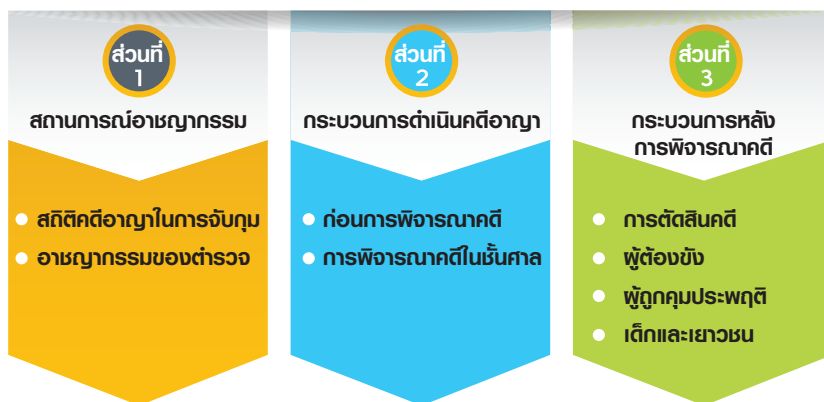 ส่วนที่
1
สถานการณ์อาชญากรรม
● สถิติคดีอาญาในการจับกุม
● อาชญากรรมของตำรวจ
ส่วนที่
2
กระบวนการดำเนินคดีอาญา
● ก่อนการพิจารณาคดี
● การพิจารณาคดีในชั้นศาล
ส่วนที่
3
กระบวนการหลัง
การพิจารณาคดี
● การตัดสินคดี
● ผู้ต้องขัง
● ผู้ถูกคุมประพฤติ
● เด็กและเยาวชน